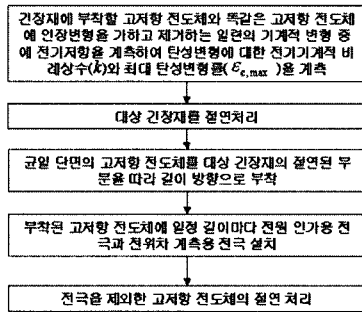 긴장재에 부착할 고저항 전도체와 똑같은 고저항 전도체
에 인장변형을 가하고 제거하는 일련의 기계적 변형 중
에 전기저항을 계측하여 탄성변형에 대한 전기기계적 비
례상수(k)와 최대 탄성변형률(ε e,max )을 계측
대상 긴장재를 절연처리
균일 단면의 고저항 전도체를 대상 긴장재의 절연된 부
분을 따라 길이 방향으로 부착
부착된 고저항 전도체에 일정 길이마다 전원 인가용 전
극과 전위차 계측용 전극 설치
전극을 제외한 고저항 전도체의 절연 처리